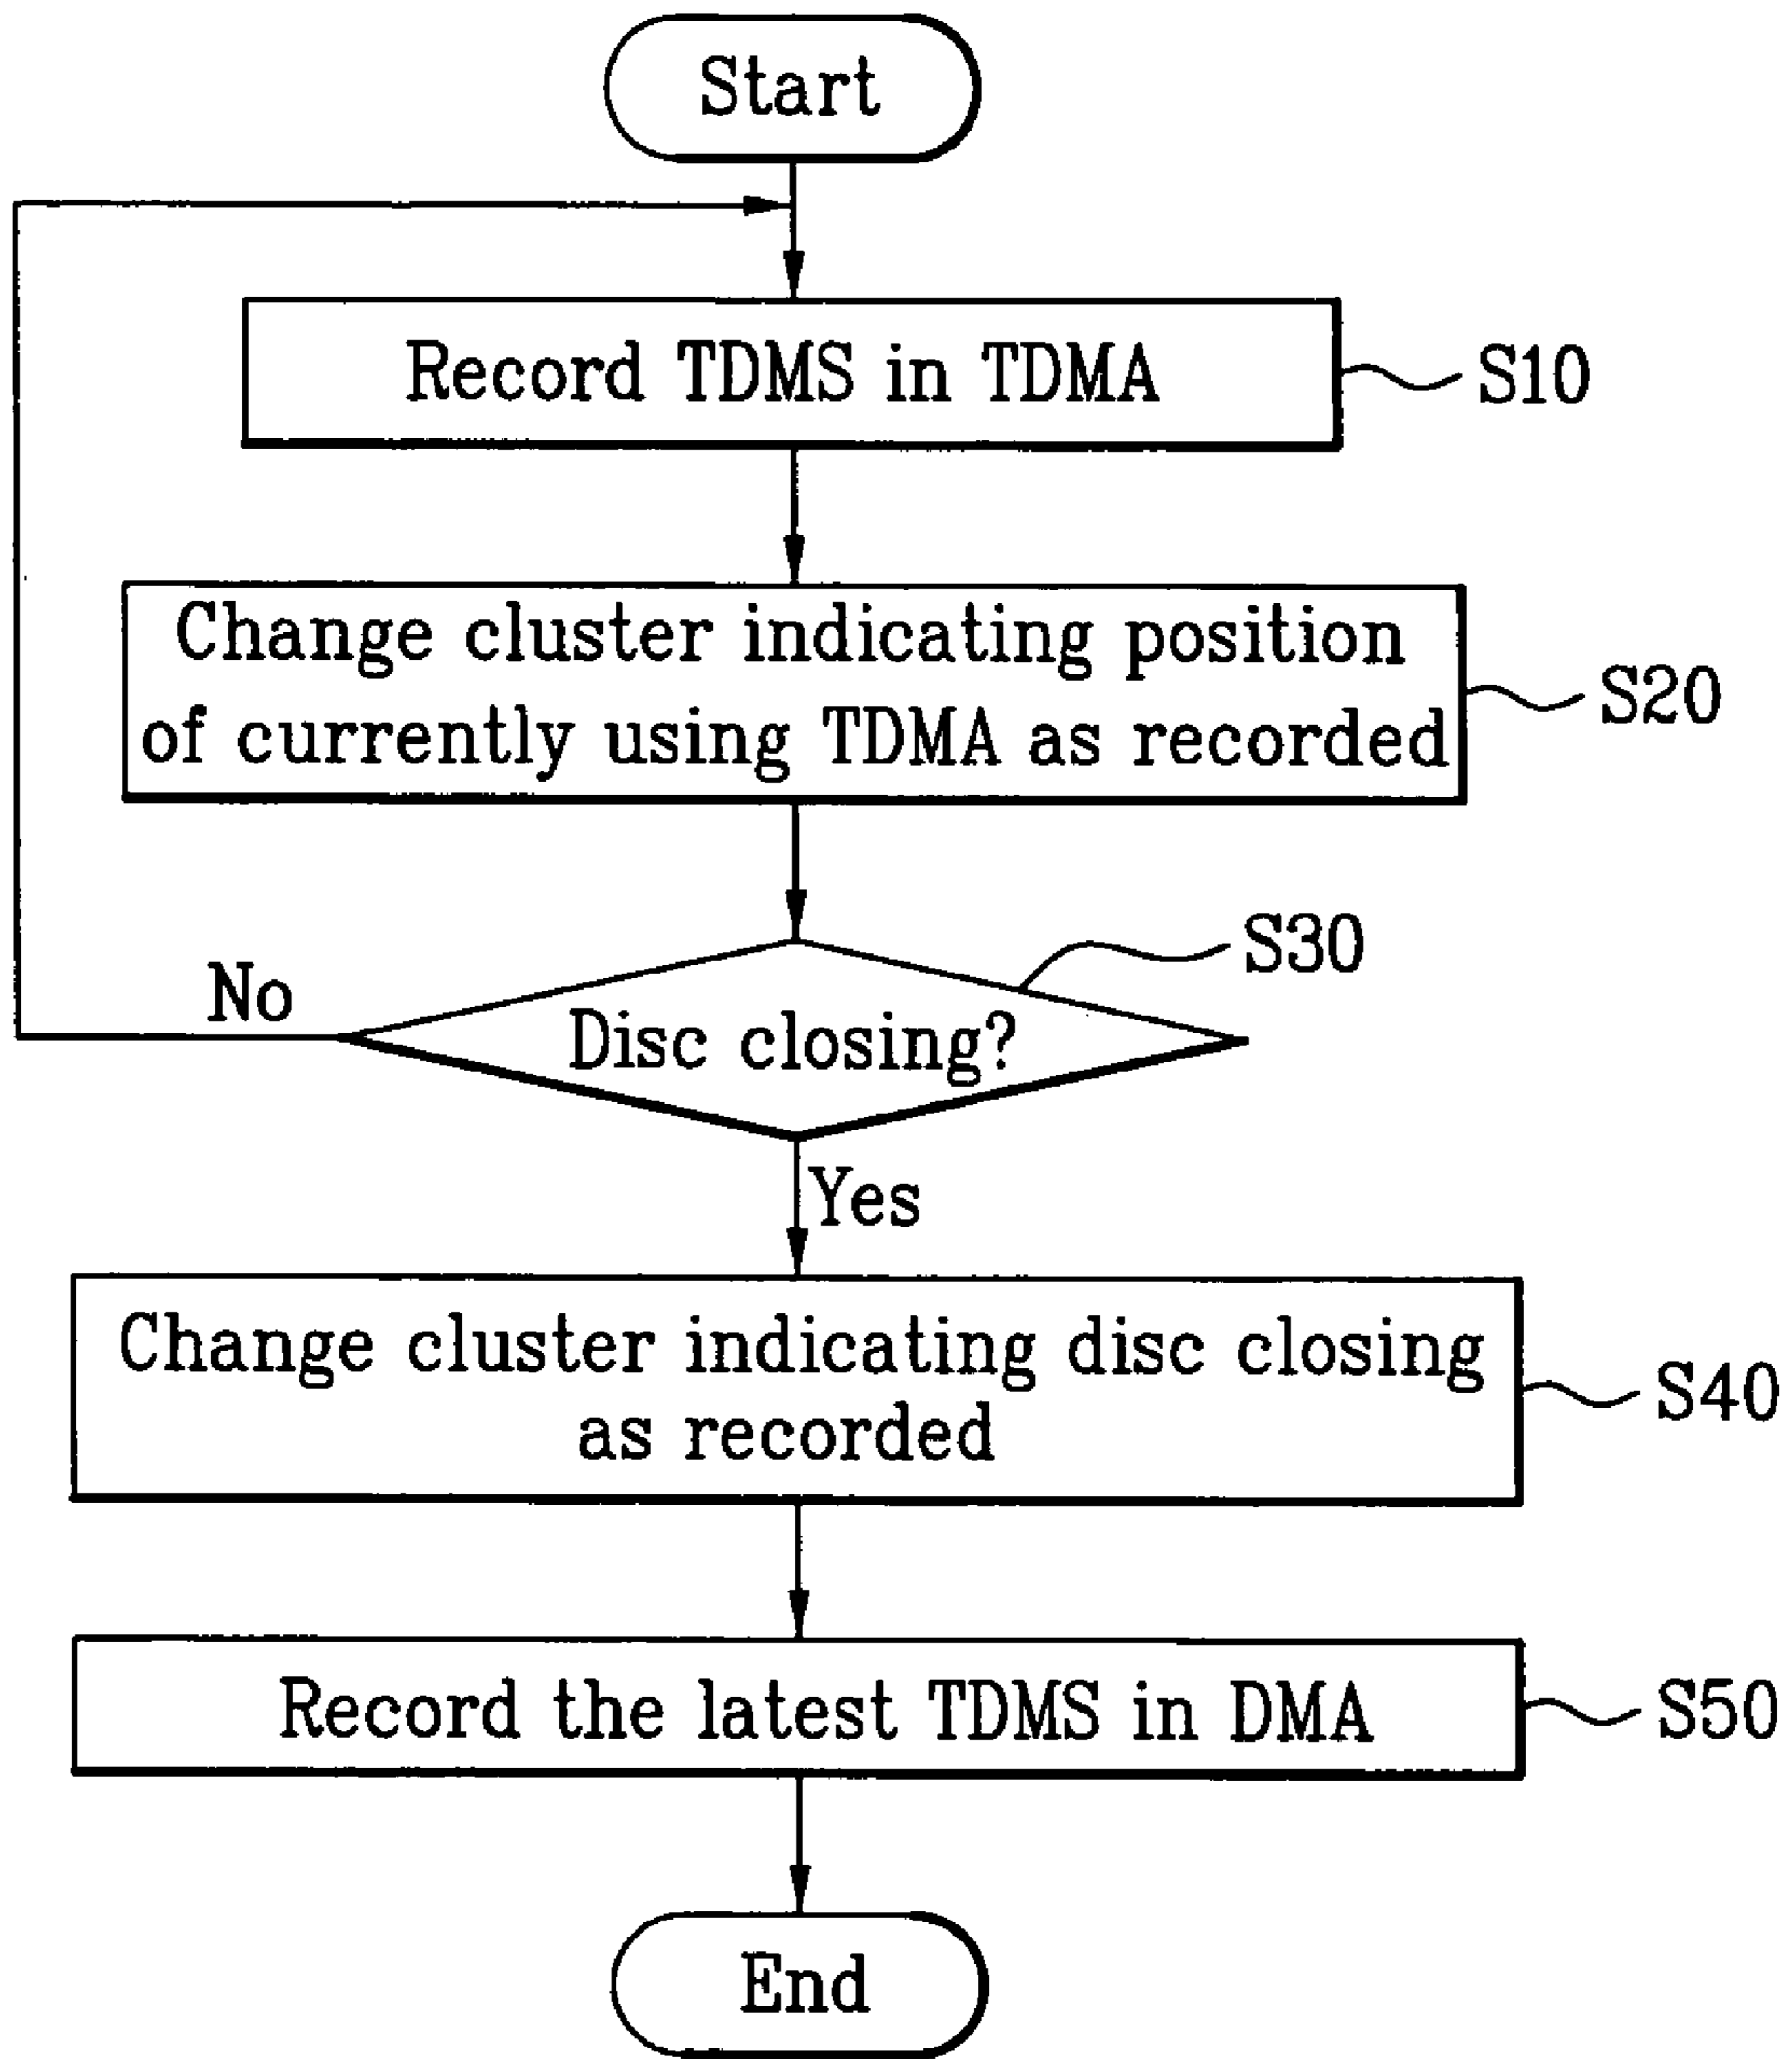 Start
Record TDMS in TDMA
S10
Change cluster indicating position
of currently using TDMA as recorded
S20
S30
No
Disc closing?
Yes
Change cluster indicating disc closing
as recorded
S40
Record the latest TDMS in DMA
S50
End